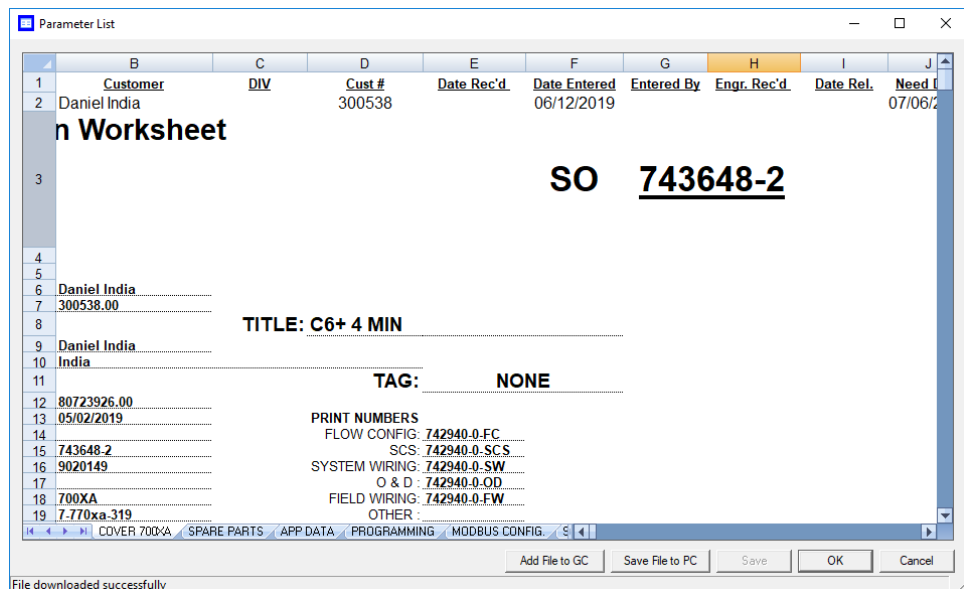 Parameter List
B C D E F G H I J
1 Customer DIV Cust # Date Rec'd Date Entered Entered By Engr. Rec'd Date Rel. Need
2 Daniel India 300538 06/12/2019 07/06/2
n Worksheet
3 SO 743648-2
4
5
6 Daniel India
7 300538.00
8 TITLE: C6+ 4 MIN
9 Daniel India
10 India
11 TAG: NONE
12 80723926.00
13 05/02/2019 PRINT NUMBERS
14 FLOW CONFIG: 742940-0-FC
15 743648-2 SCS: 742940-0-SCS
16 9020149 SYSTEM WIRING: 742940-0-SW
17 O & D : 742940-0-OD
18 700XA FIELD WIRING: 742940-0-FW
19 7-770xa-319 OTHER :
COVER 700XA SPARE PARTS APP DATA PROGRAMMING MODBUS CONFIG. S
Add File to GC Save File to PC Save OK Cancel
File downloaded successfully